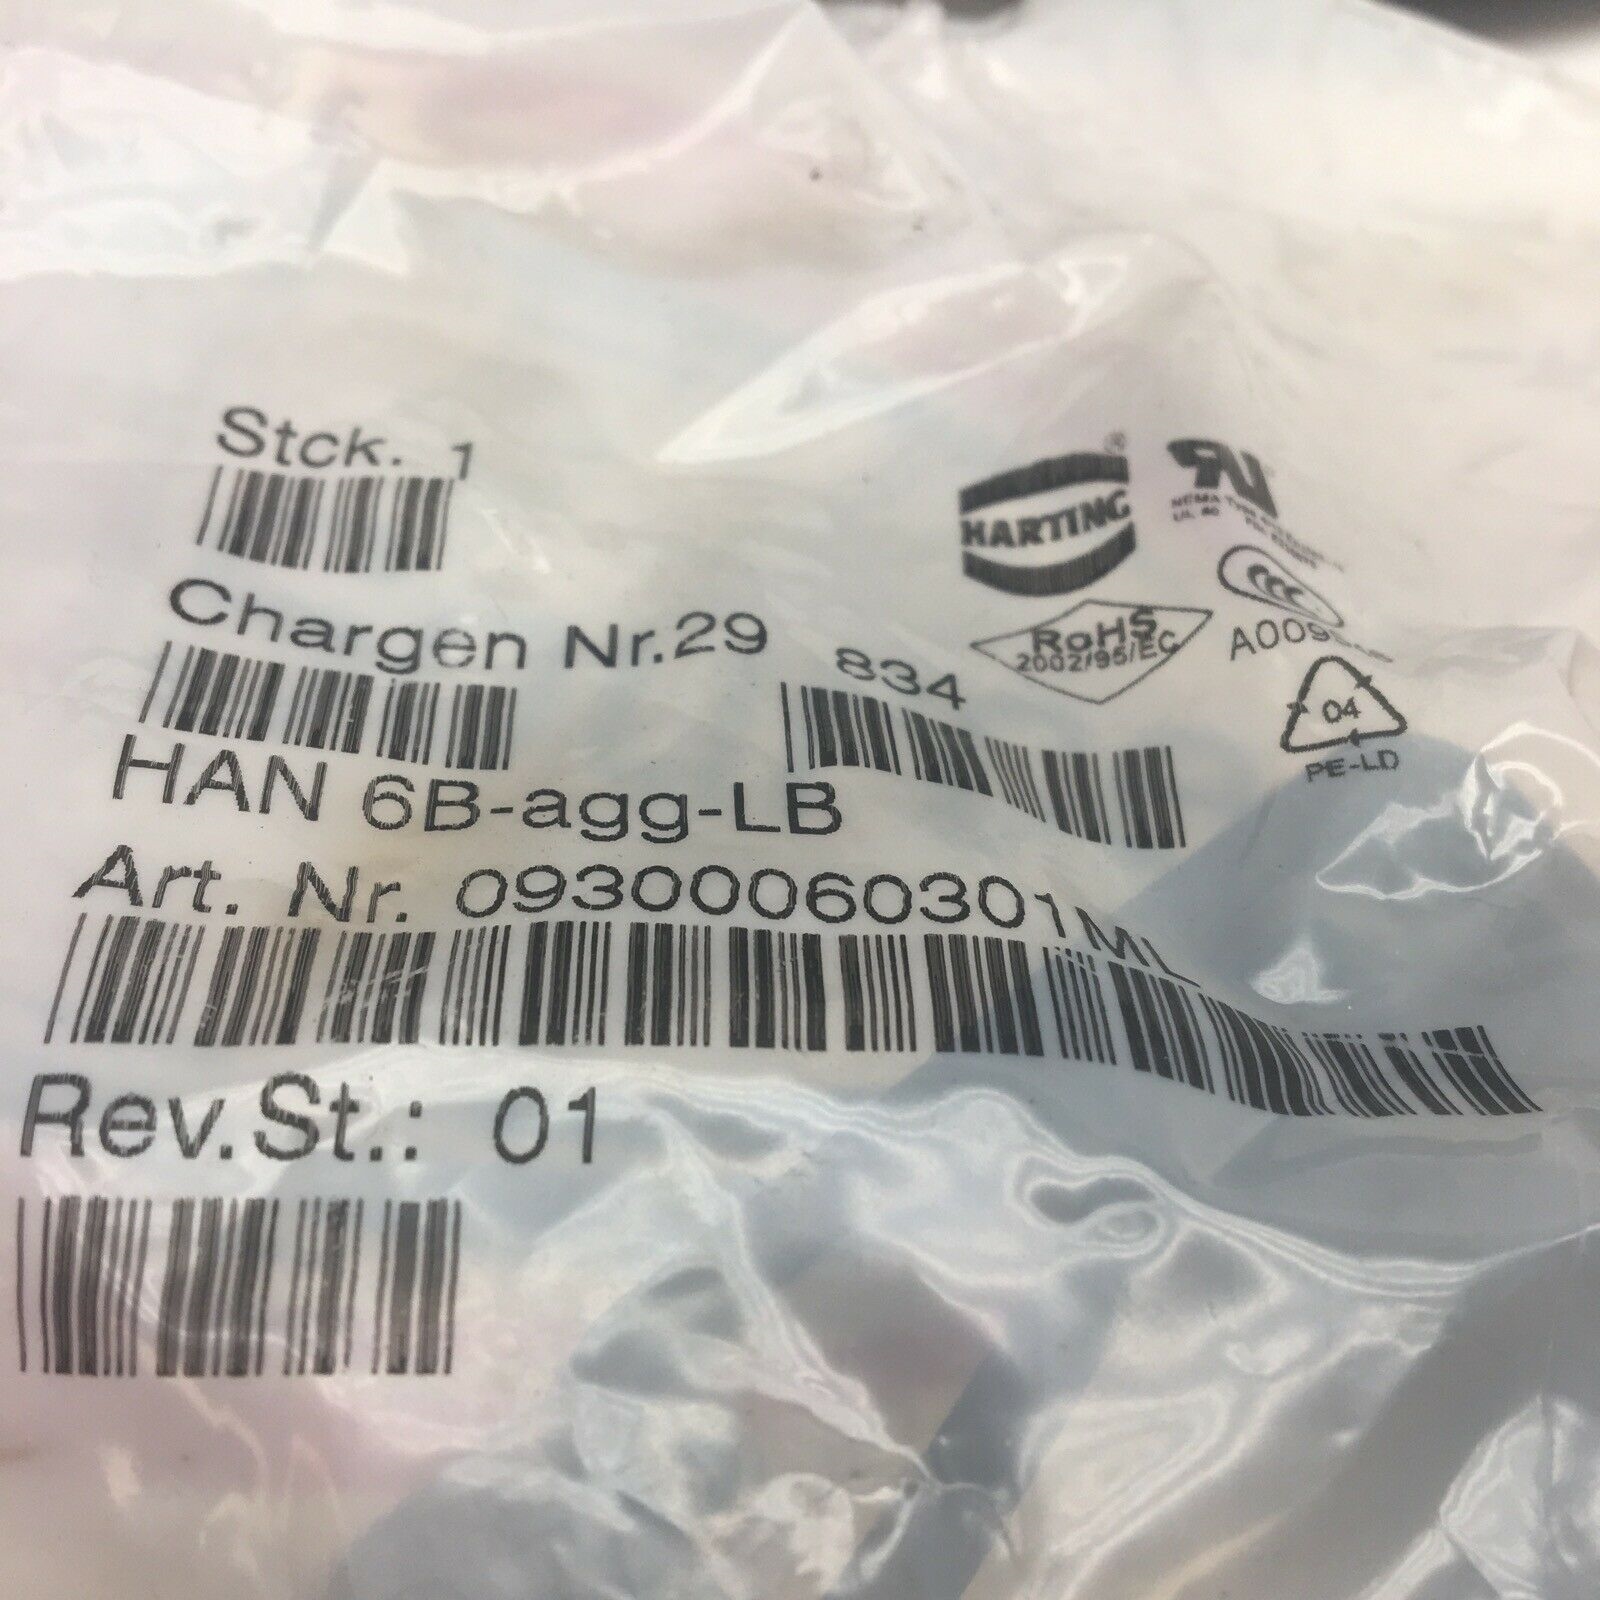 Stck. 1
Chargen Nr.29 834
HAN 6B-agg-LB
Art. Nr. 09300060301ML
Rev.St.: 01
HARTING®
RoHS
2002/95/EC
04
PE-LD